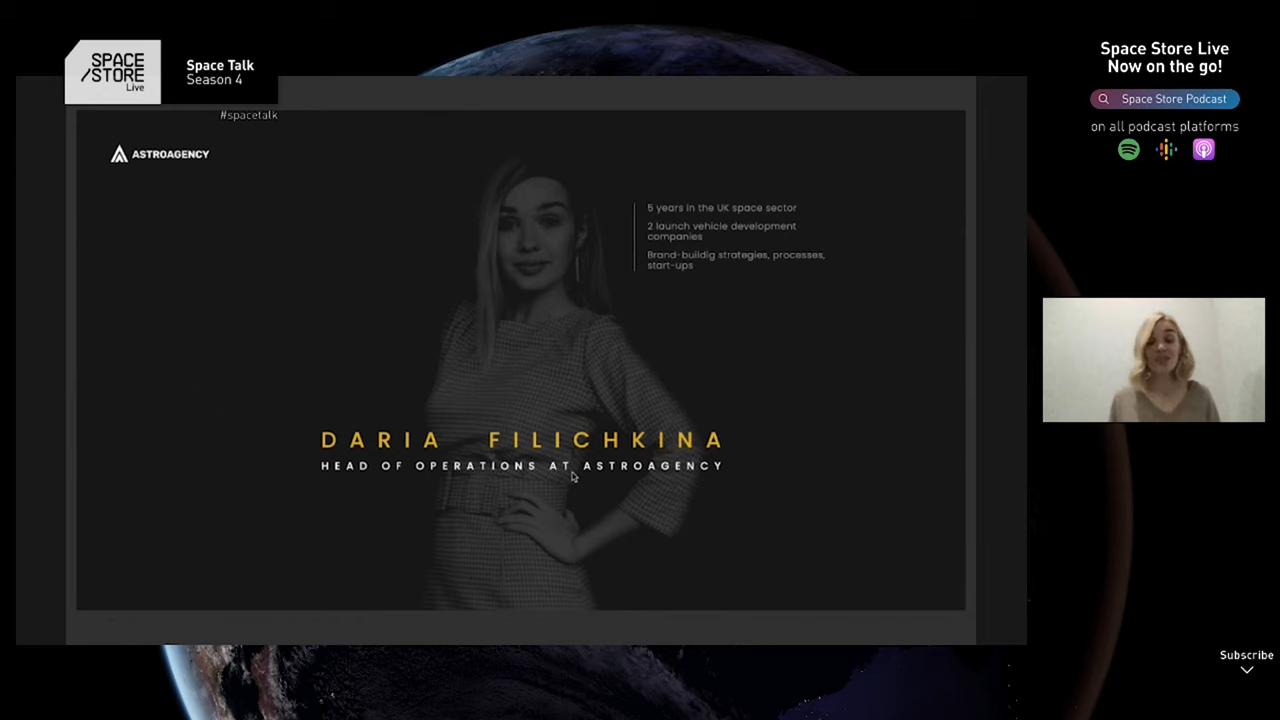 SPACE
/STORE
Live
Space Talk
Season 4
#spacetalk
ASTROAGENCY
5 years in the UK space sector
2 launch vehicle development
companies
Brand-buildig strategies, processes,
start-ups
DARIA FILICHKINA
HEAD OF OPERATIONS AT ASTROAGENCY
Space Store Live
Now on the go!
Space Store Podcast
on all podcast platforms
Subscribe